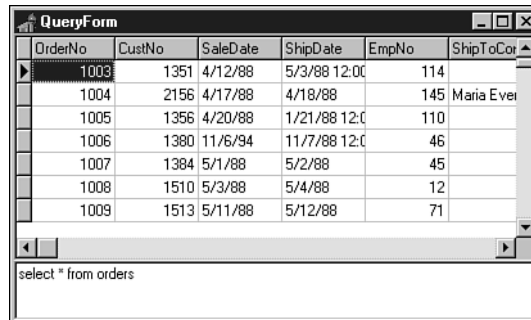 QueryForm
OrderNo CustNo SaleDate ShipDate EmpNo ShipToCor
1003 1351 4/12/88 5/3/88 12:00 114
1004 2156 4/17/88 4/18/88 145 Maria Ever
1005 1356 4/20/88 1/21/88 12:0 110
1006 1380 11/6/94 11/7/88 12:0 46
1007 1384 5/1/88 5/2/88 45
1008 1510 5/3/88 5/4/88 12
1009 1513 5/11/88 5/12/88 71
select * from orders